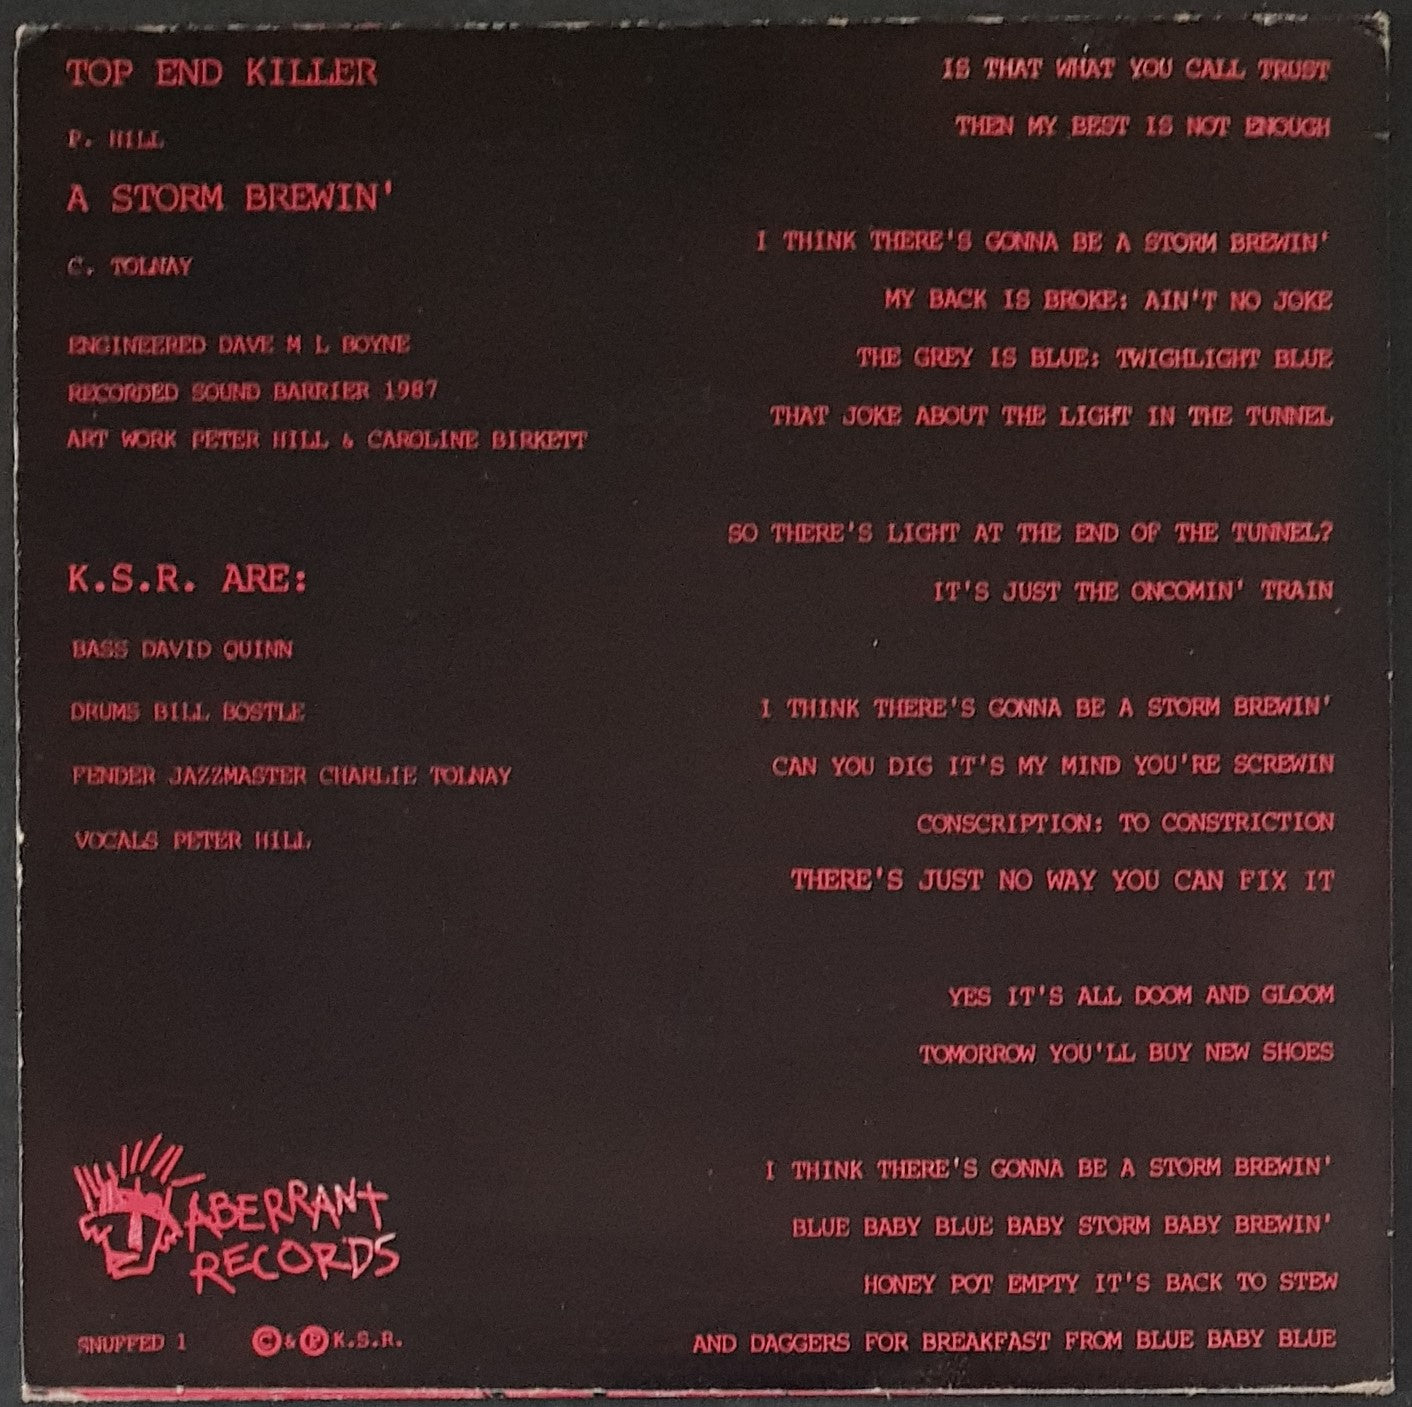 TOP END KILLER
P. HILL
A STORM BREWIN'
C. TOLNAY
ENGINEERED DAVE M L BOYNE
RECORDED SOUND BARRIER 1987
ART WORK PETER HILL & CAROLINE BIRKETT
K.S.R. ARE:
BASS DAVID QUINN
DRUMS BILL BOSTLE
FENDER JAZZMASTER CHARLIE TOLNAY
VOCALS PETER HILL
ABERRANT
RECORDS
SNUFFED 1 © & ℗ K.S.R.
IS THAT WHAT YOU CALL TRUST
THEN MY BEST IS NOT ENOUGH
I THINK THERE'S GONNA BE A STORM BREWIN'
MY BACK IS BROKE: AIN'T NO JOKE
THE GREY IS BLUE: TWIGHLIGHT BLUE
THAT JOKE ABOUT THE LIGHT IN THE TUNNEL
SO THERE'S LIGHT AT THE END OF THE TUNNEL?
IT'S JUST THE ONCOMIN' TRAIN
I THINK THERE'S GONNA BE A STORM BREWIN'
CAN YOU DIG IT'S MY MIND YOU'RE SCREWIN
CONSCRIPTION: TO CONSTRICTION
THERE'S JUST NO WAY YOU CAN FIX IT
YES IT'S ALL DOOM AND GLOOM
TOMORROW YOU'LL BUY NEW SHOES
I THINK THERE'S GONNA BE A STORM BREWIN'
BLUE BABY BLUE BABY STORM BABY BREWIN'
HONEY POT EMPTY IT'S BACK TO STEW
AND DAGGERS FOR BREAKFAST FROM BLUE BABY BLUE